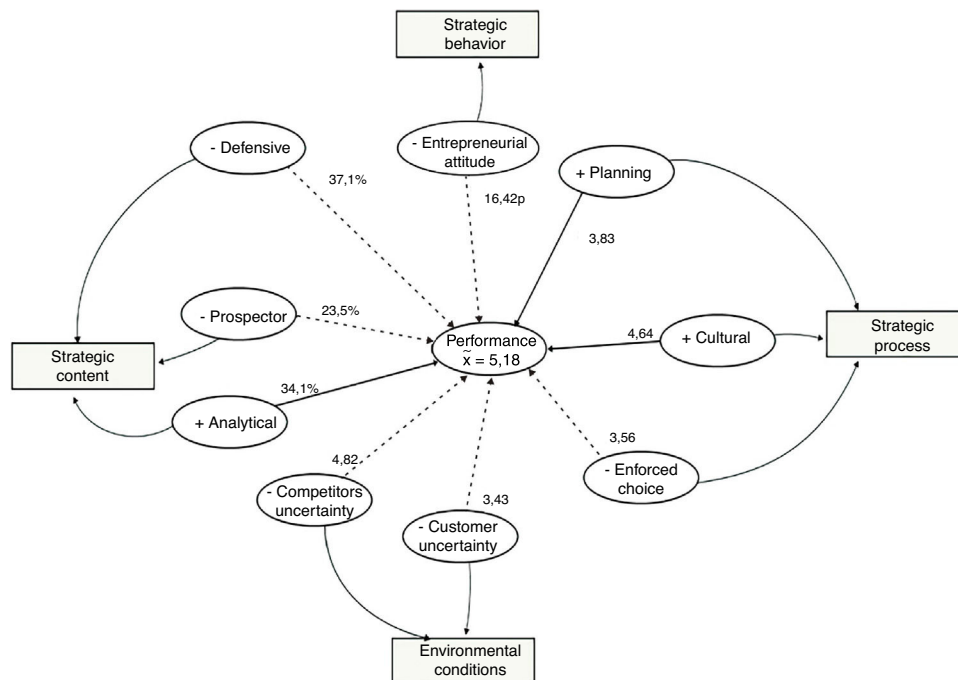 Strategic
behavior
- Defensive
- Entrepreneurial
attitude
+ Planning
37,1%
16,42p
3,83
- Prospector
23,5%
Performance
x̃ = 5,18
4,64
+ Cultural
Strategic
process
Strategic
content
34,1%
+ Analytical
4,82
3,56
- Enforced
choice
- Competitors
uncertainty
3,43
- Customer
uncertainty
Environmental
conditions